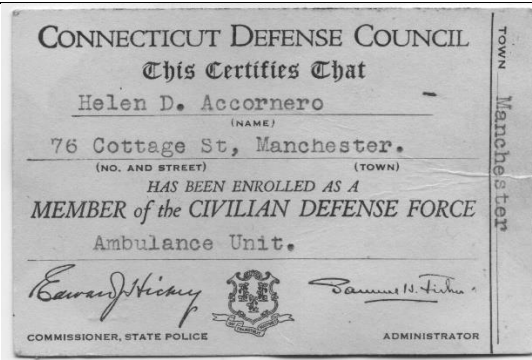 CONNECTICUT DEFENSE COUNCIL
This Certifies That
Helen D. Accornero
(NAME)
76 Cottage St, Manchester.
(NO. AND STREET) (TOWN)
HAS BEEN ENROLLED AS A
MEMBER of the CIVILIAN DEFENSE FORCE
Ambulance Unit.
Edward J Hickey
COMMISSIONER, STATE POLICE
ADMINISTRATOR
TOWN Manchester